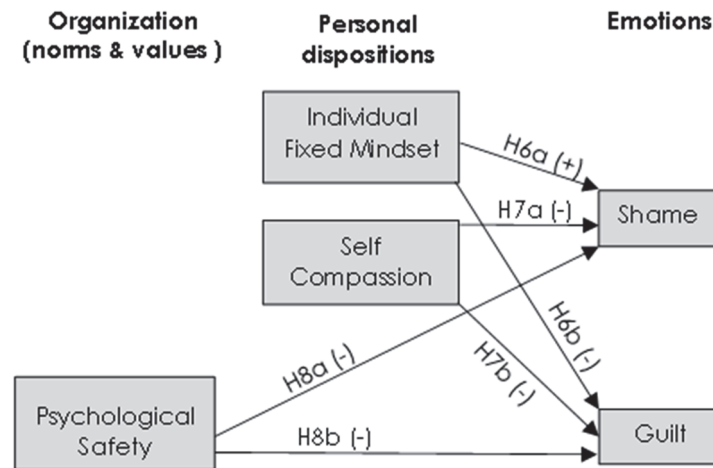 Organization
(norms & values )
Personal
dispositions
Emotions
Individual
Fixed Mindset
H6a (+)
H7a (-)
Shame
Self
Compassion
H6b (-)
H7b (-)
H8a (-)
Psychological
Safety
H8b (-)
Guilt